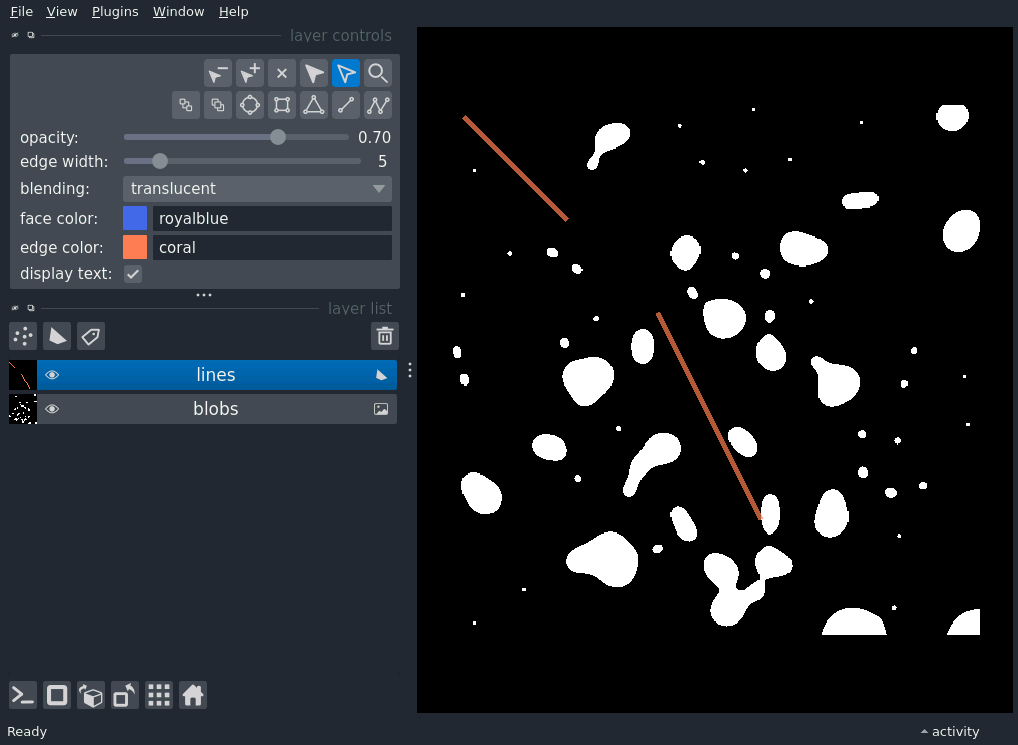 File View Plugins Window Help
layer controls
opacity: 0.70
edge width: 5
blending: translucent
face color: royalblue
edge color: coral
display text:
layer list
lines
blobs
Ready activity